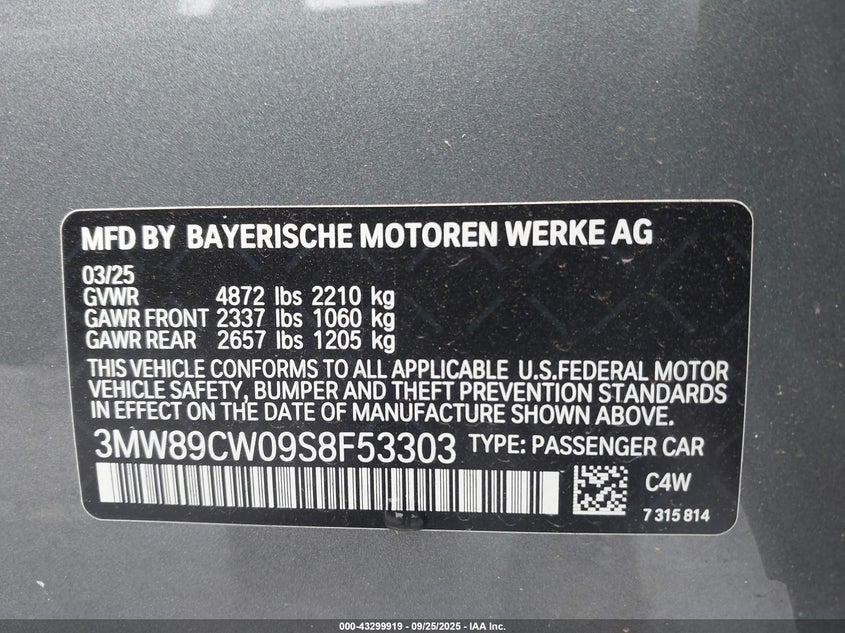 MFD BY BAYERISCHE MOTOREN WERKE AG
03/25
GVWR 4872 lbs 2210 kg
GAWR FRONT 2337 lbs 1060 kg
GAWR REAR 2657 lbs 1205 kg
THIS VEHICLE CONFORMS TO ALL APPLICABLE U.S.FEDERAL MOTOR
VEHICLE SAFETY, BUMPER AND THEFT PREVENTION STANDARDS
IN EFFECT ON THE DATE OF MANUFACTURE SHOWN ABOVE.
3MW89CW09S8F53303 TYPE: PASSENGER CAR
C4W
7 315 814
000-43299919 - 09/25/2025 - IAA Inc.